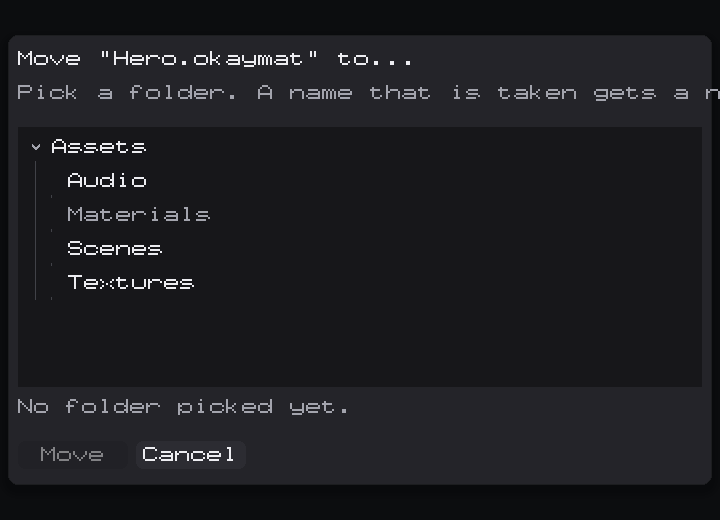 Move "Hero.okaymat" to...
Pick a folder. A name that is taken gets a n
Assets
Audio
Materials
Scenes
Textures
No folder picked yet.
Move Cancel